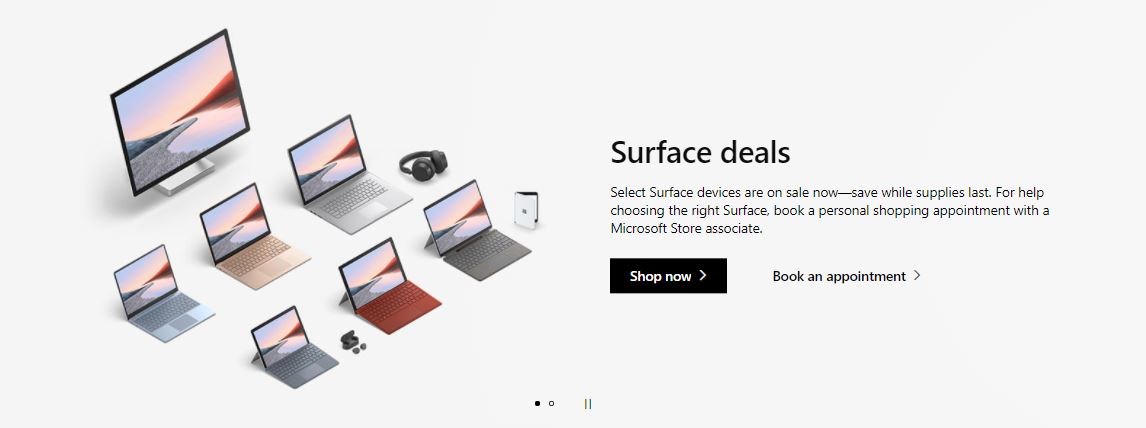 Surface deals
Select Surface devices are on sale now—save while supplies last. For help
choosing the right Surface, book a personal shopping appointment with a
Microsoft Store associate.
Shop now
Book an appointment